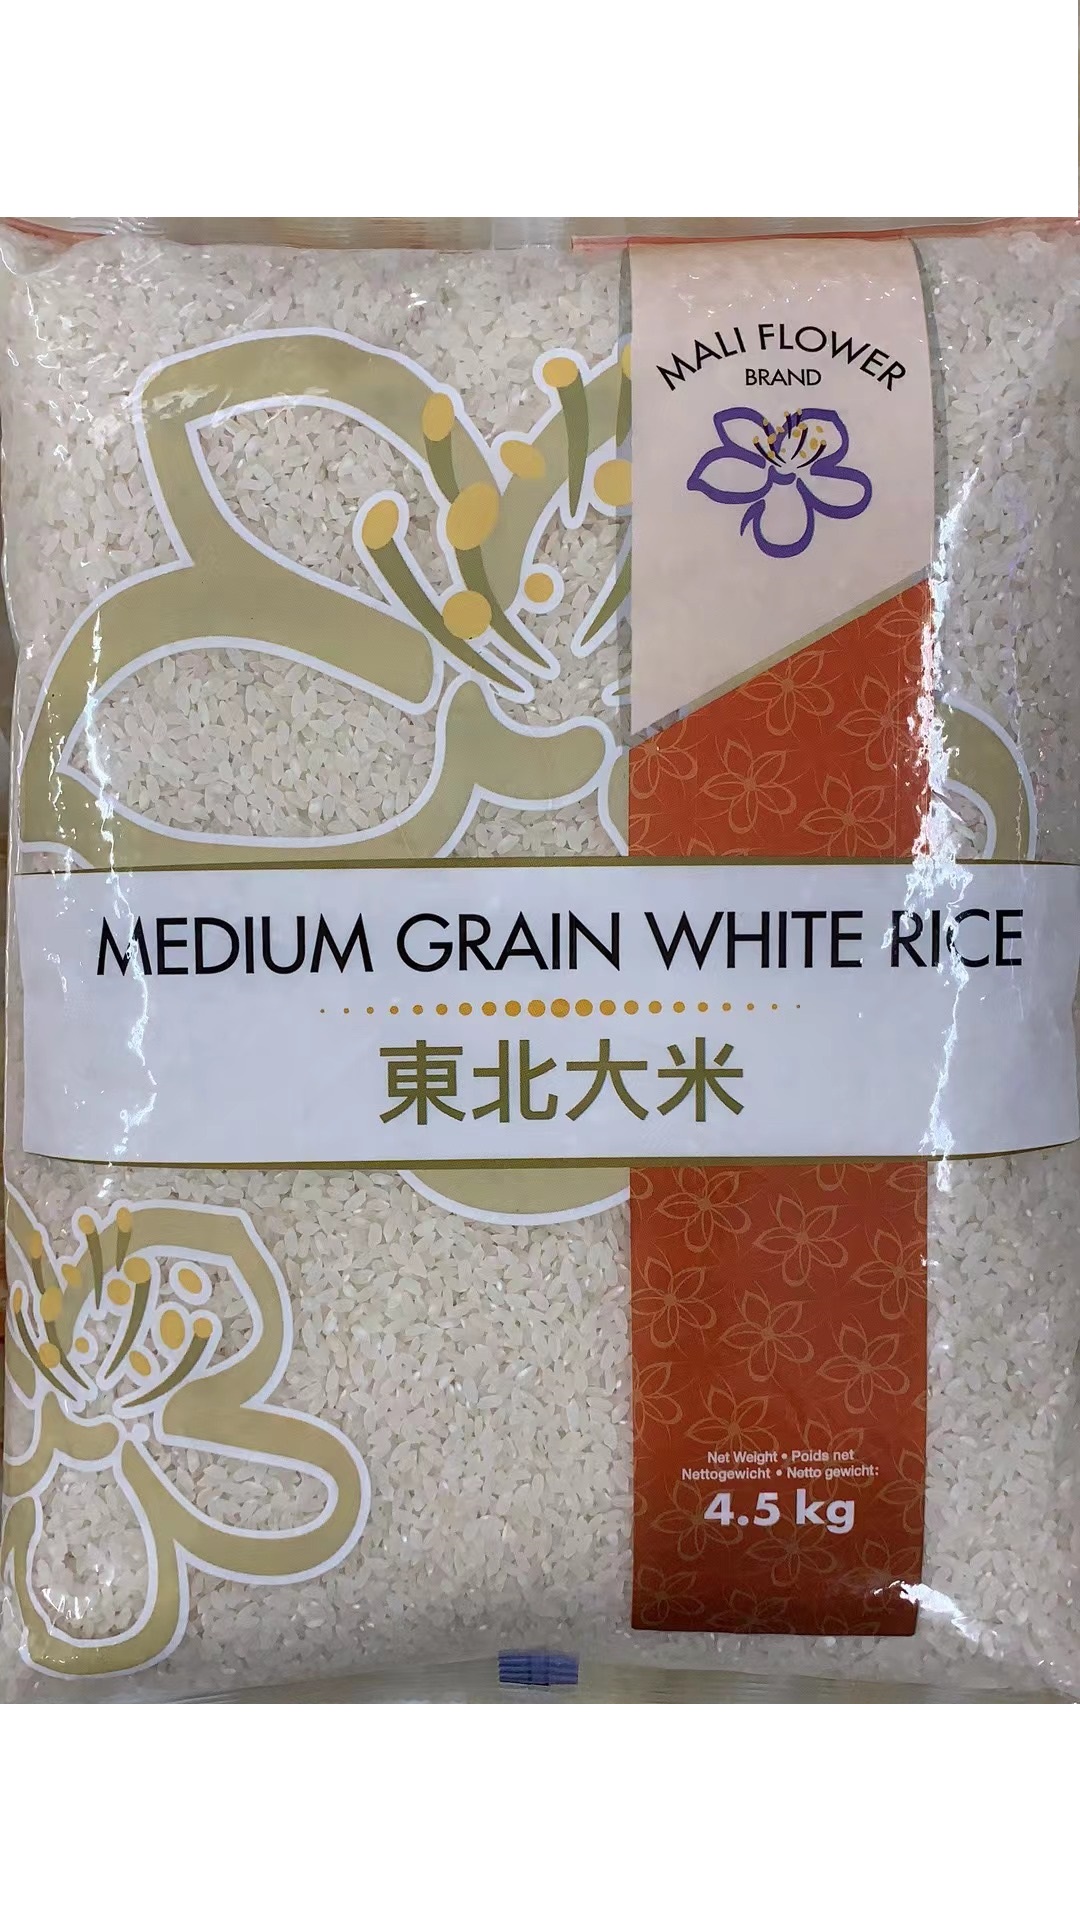 MALI FLOWER
BRAND
MEDIUM GRAIN WHITE RICE
東北大米
Net Weight • Poids net
Nettogewicht • Netto gewicht:
4.5 kg